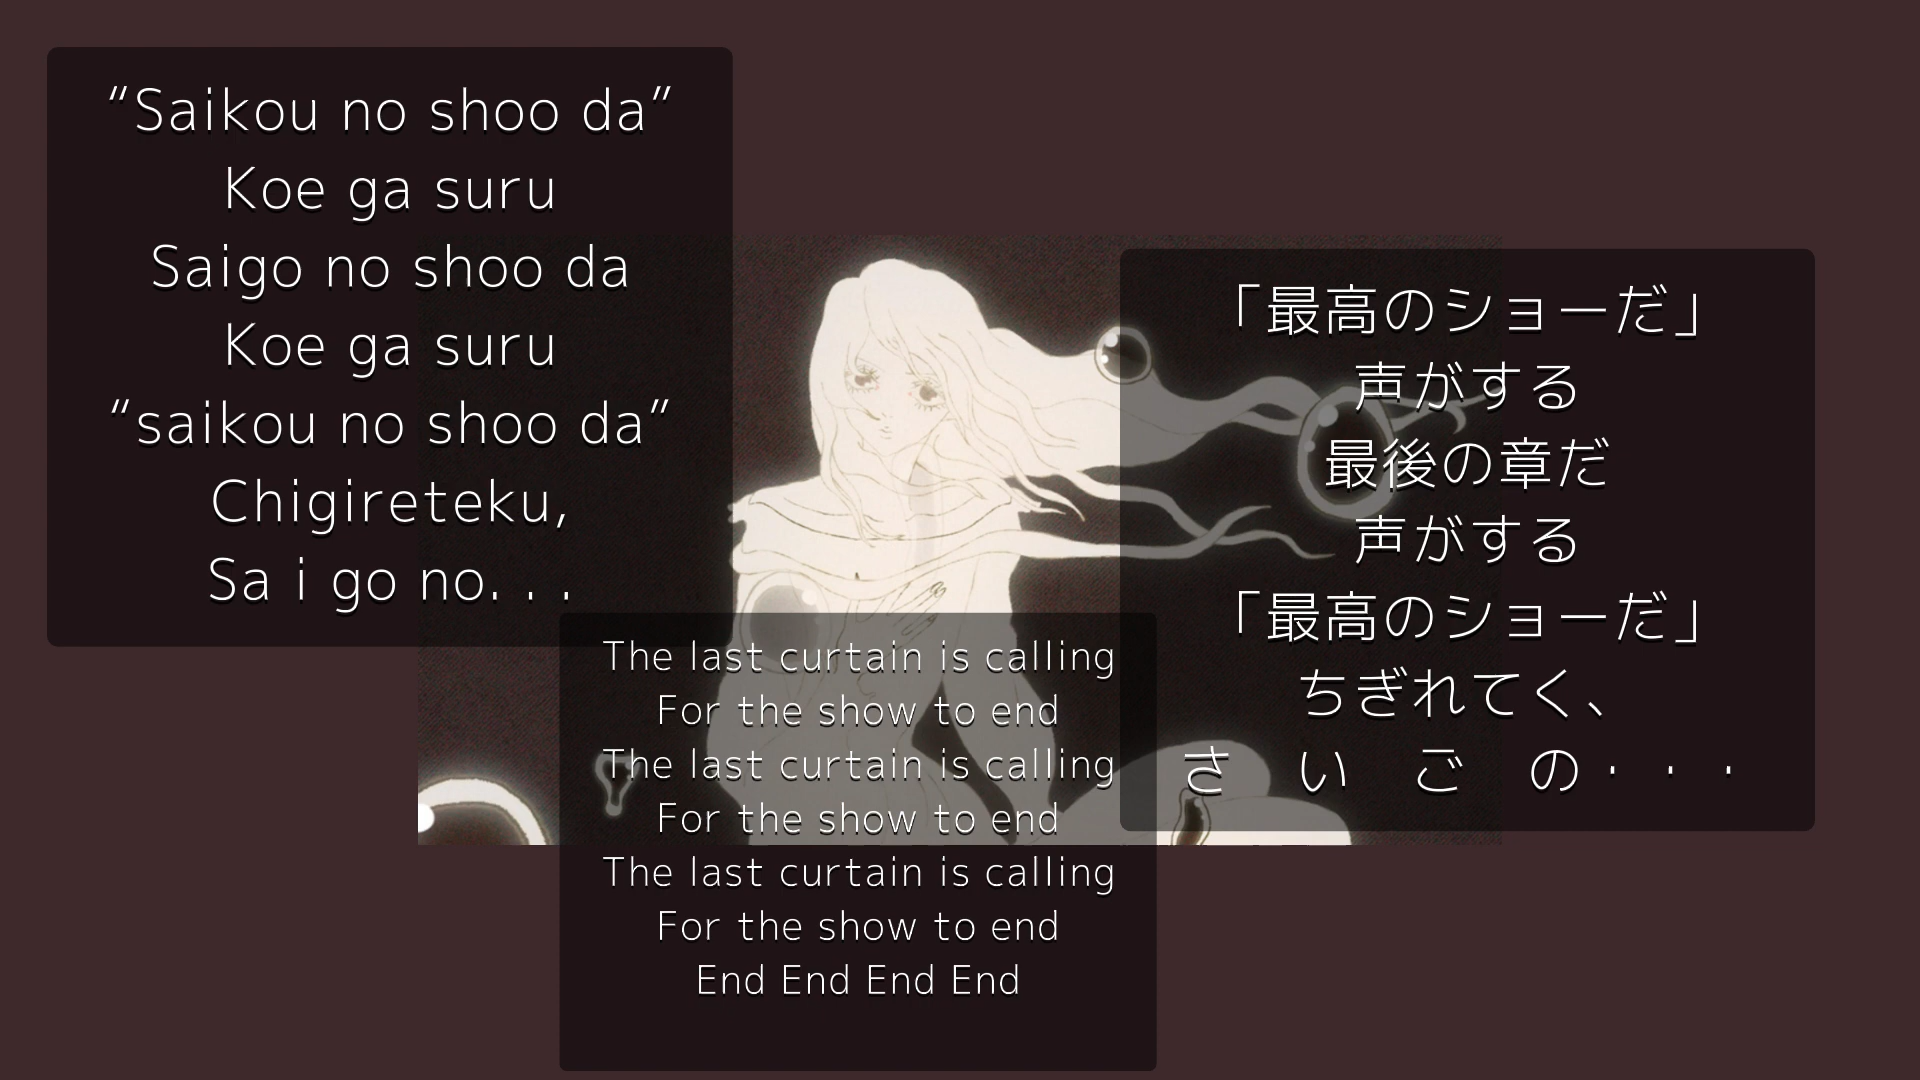 “Saikou no shoo da”
Koe ga suru
Saigo no shoo da
Koe ga suru
“saikou no shoo da”
Chigireteku,
Sa i go no. . .
「最高のショーだ」
声がする
最後の章だ
声がする
「最高のショーだ」
ちぎれてく、
さ　い　ご　の・・・
The last curtain is calling
For the show to end
The last curtain is calling
For the show to end
The last curtain is calling
For the show to end
End End End End